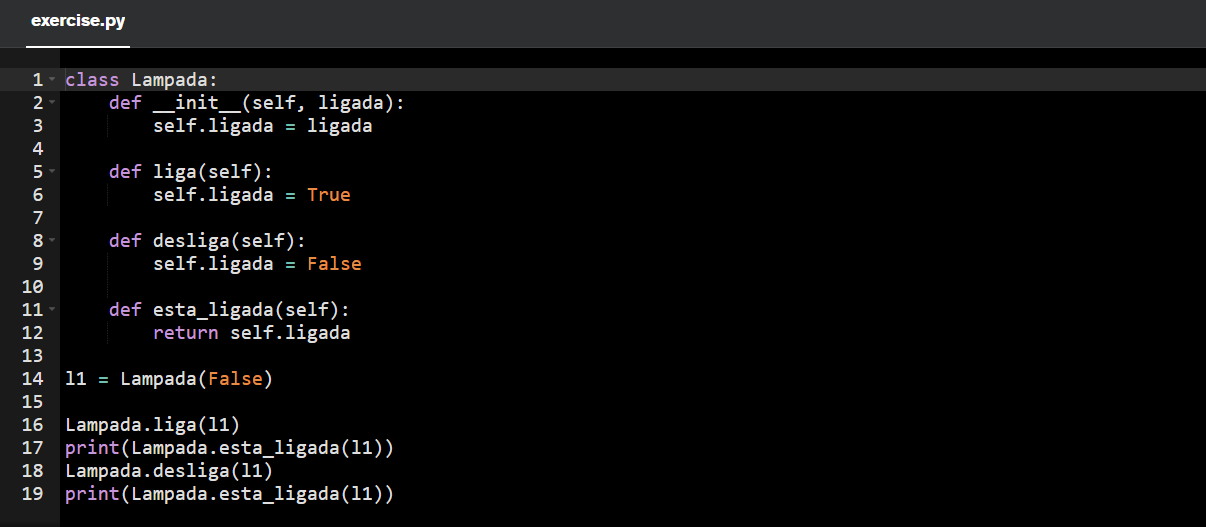 exercise.py
1 class Lampada:
2     def __init__(self, ligada):
3         self.ligada = ligada
4
5     def liga(self):
6         self.ligada = True
7
8     def desliga(self):
9         self.ligada = False
10
11     def esta_ligada(self):
12         return self.ligada
13
14 l1 = Lampada(False)
15
16 Lampada.liga(l1)
17 print(Lampada.esta_ligada(l1))
18 Lampada.desliga(l1)
19 print(Lampada.esta_ligada(l1))